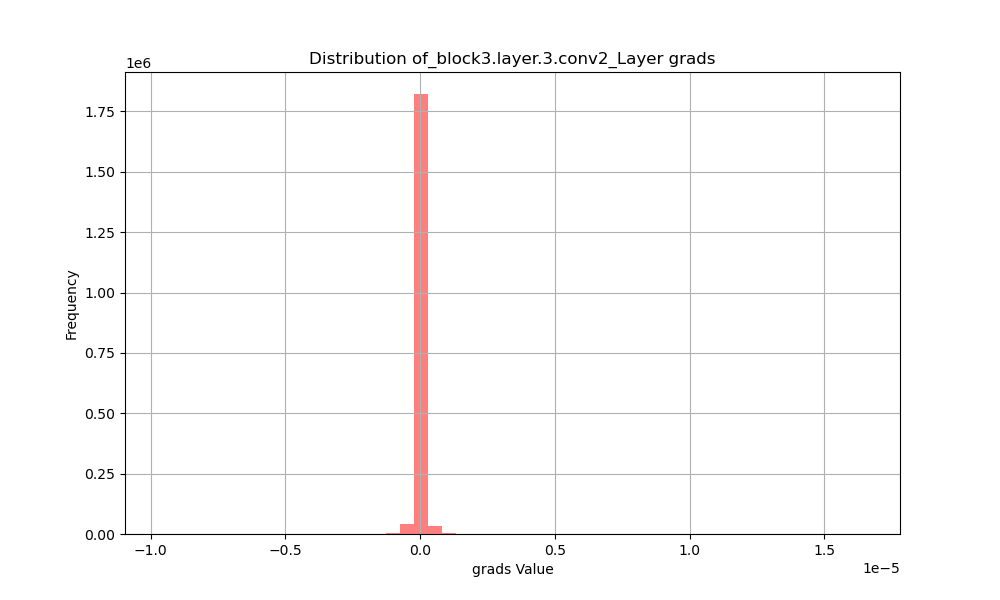 Distribution of_block3.layer.3.conv2_Layer grads
1e6
1.75
1.50
1.25
1.00
0.75
0.50
0.25
0.00
Frequency
−1.0 −0.5 0.0 0.5 1.0 1.5
1e−5
grads Value